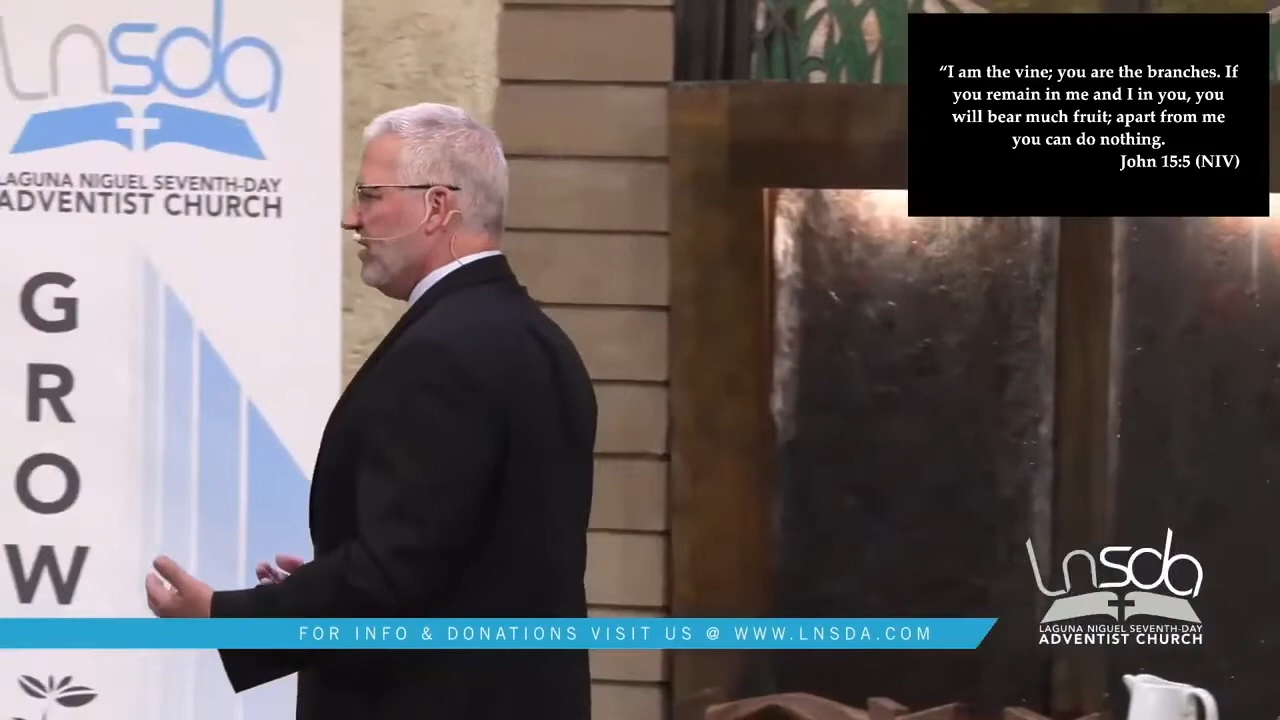 lnsda
LAGUNA NIGUEL SEVENTH-DAY
ADVENTIST CHURCH
GROW
“I am the vine; you are the branches. If
you remain in me and I in you, you
will bear much fruit; apart from me
you can do nothing.
John 15:5 (NIV)
FOR INFO & DONATIONS VISIT US @ WWW.LNSDA.COM
lnsda
LAGUNA NIGUEL SEVENTH-DAY
ADVENTIST CHURCH